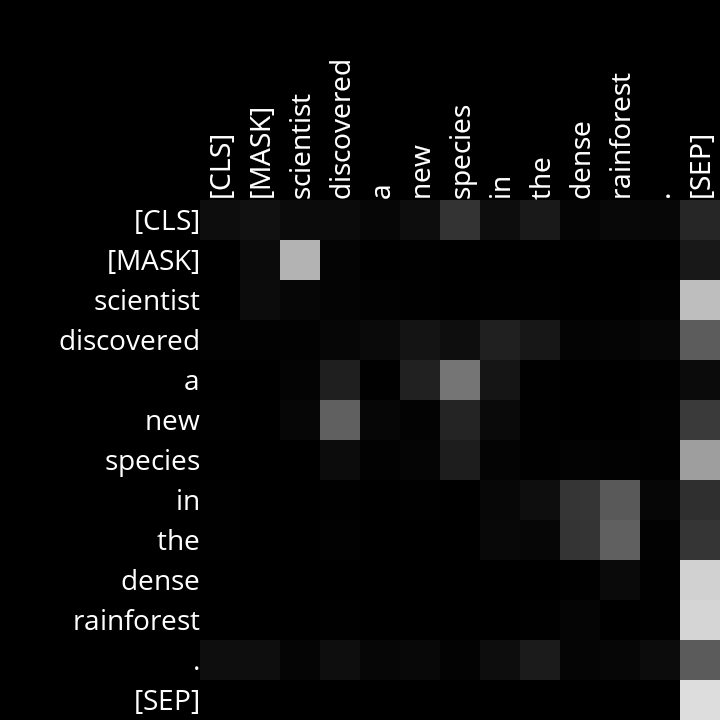 [CLS]
[MASK]
scientist
discovered
a
new
species
in
the
dense
rainforest
.
[SEP]
[CLS]
[MASK]
scientist
discovered
a
new
species
in
the
dense
rainforest
.
[SEP]